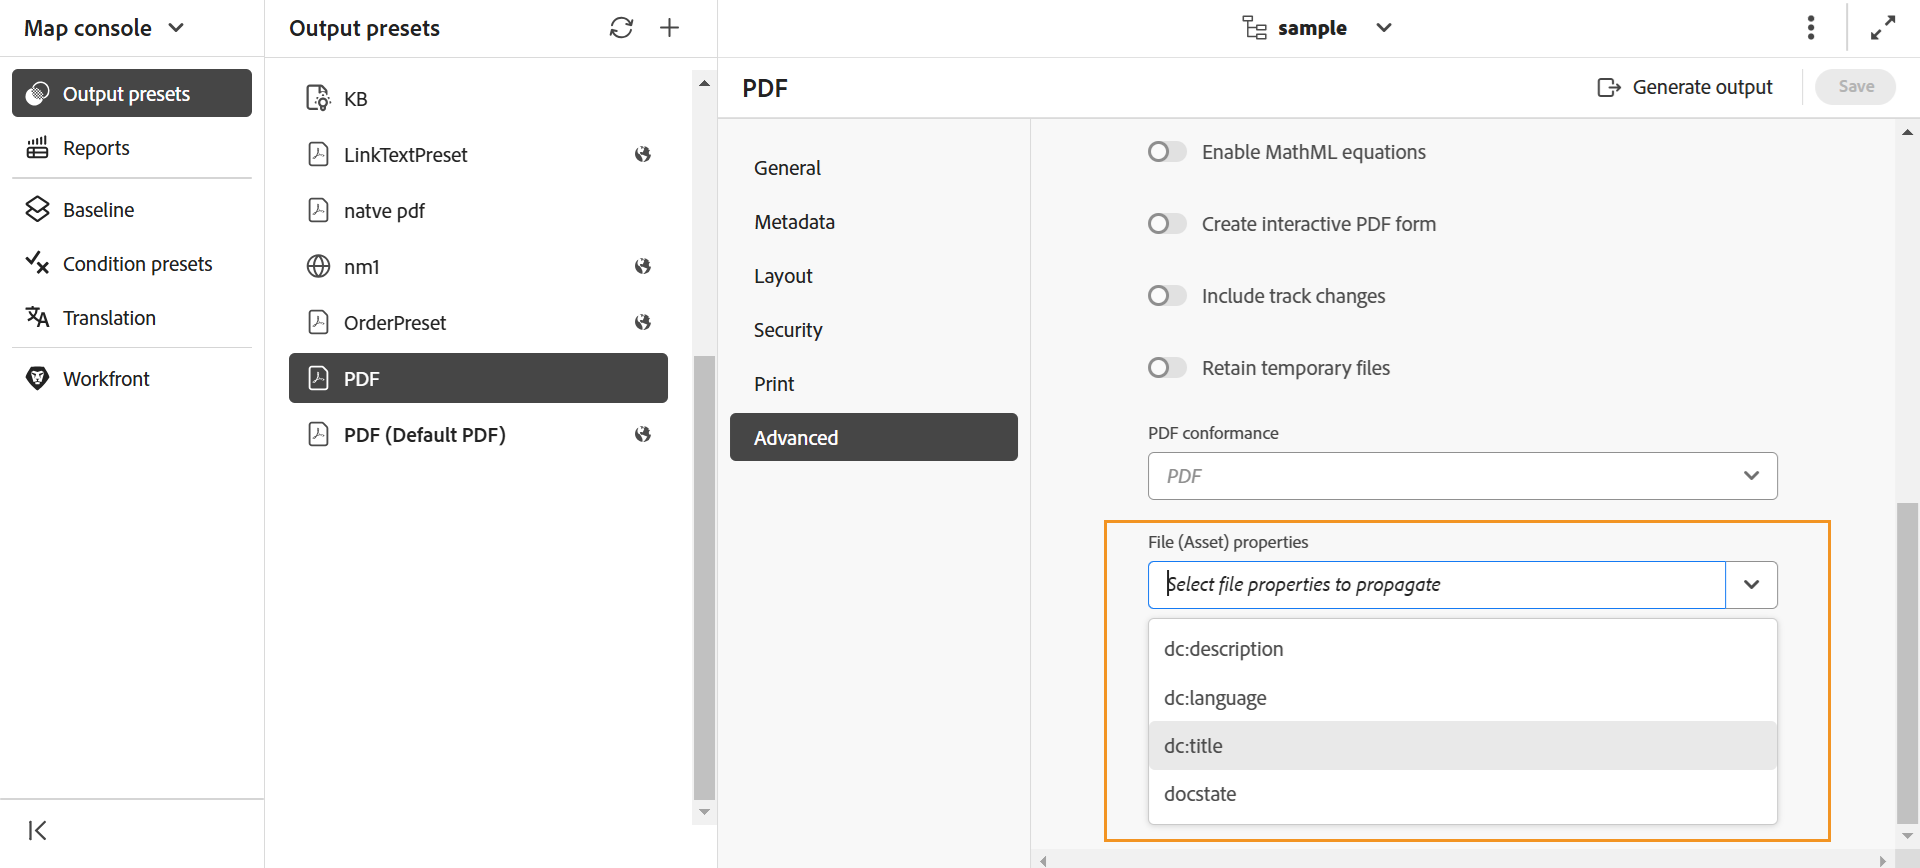 Map console
Output presets
Reports
Baseline
Condition presets
Translation
Workfront
Output presets
KB
LinkTextPreset
natve pdf
nm1
OrderPreset
PDF
PDF (Default PDF)
sample
PDF
Generate output
Save
General
Metadata
Layout
Security
Print
Advanced
Enable MathML equations
Create interactive PDF form
Include track changes
Retain temporary files
PDF conformance
PDF
File (Asset) properties
Select file properties to propagate
dc:description
dc:language
dc:title
docstate